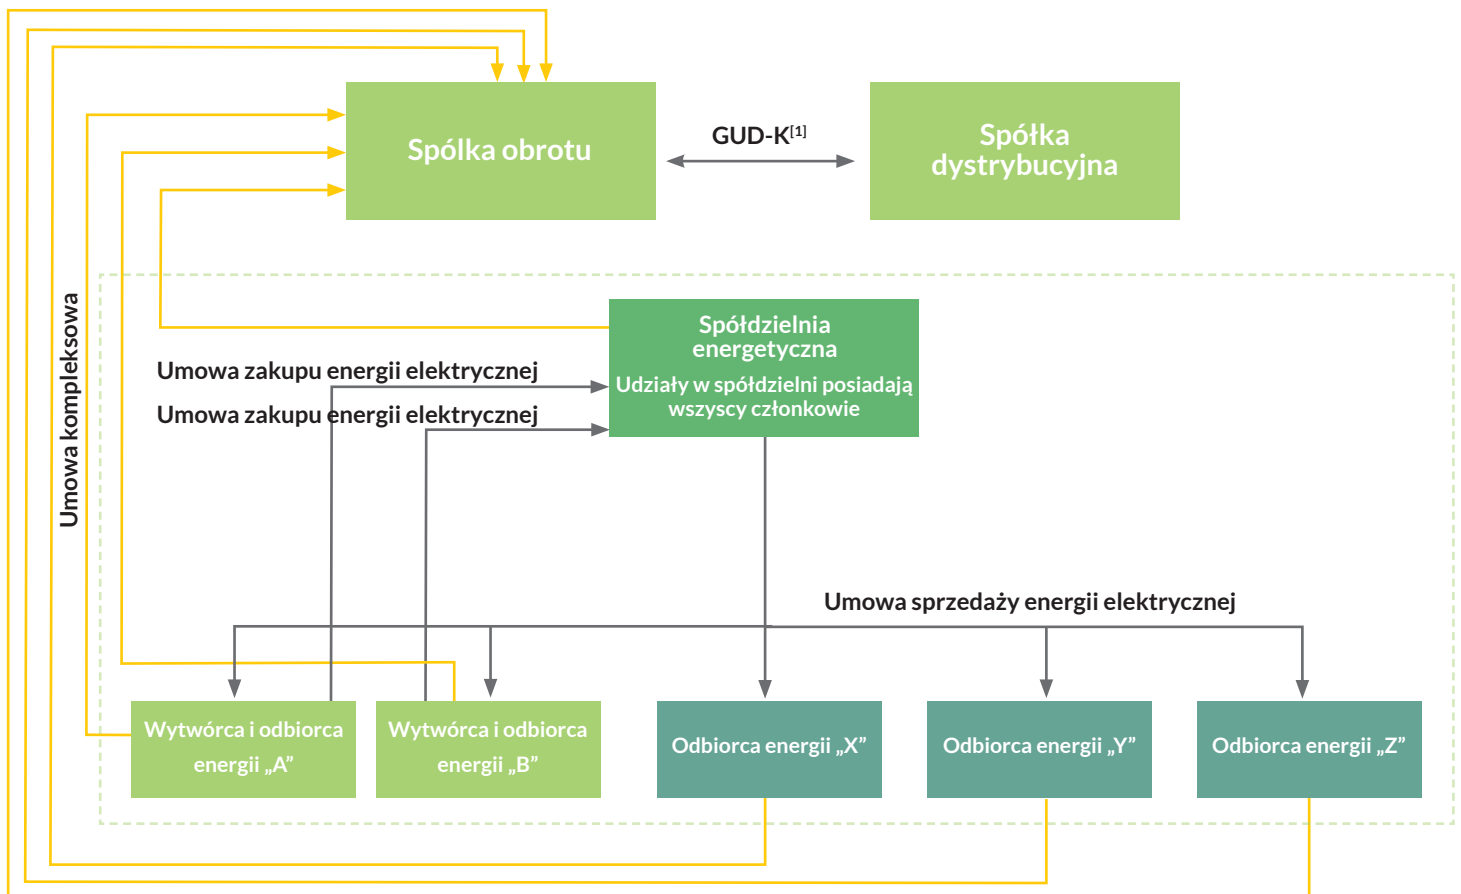 GUD-K[1]
Spólka obrotu
Spółka
dystrybucyjna
Umowa kompleksowa
Spółdzielnia
energetyczna
Udziały w spółdzielni posiadają
wszyscy członkowie
Umowa zakupu energii elektrycznej
Umowa zakupu energii elektrycznej
Umowa sprzedaży energii elektrycznej
Wytwórca i odbiorca
energii „A”
Wytwórca i odbiorca
energii „B”
Odbiorca energii „X”
Odbiorca energii „Y”
Odbiorca energii „Z”